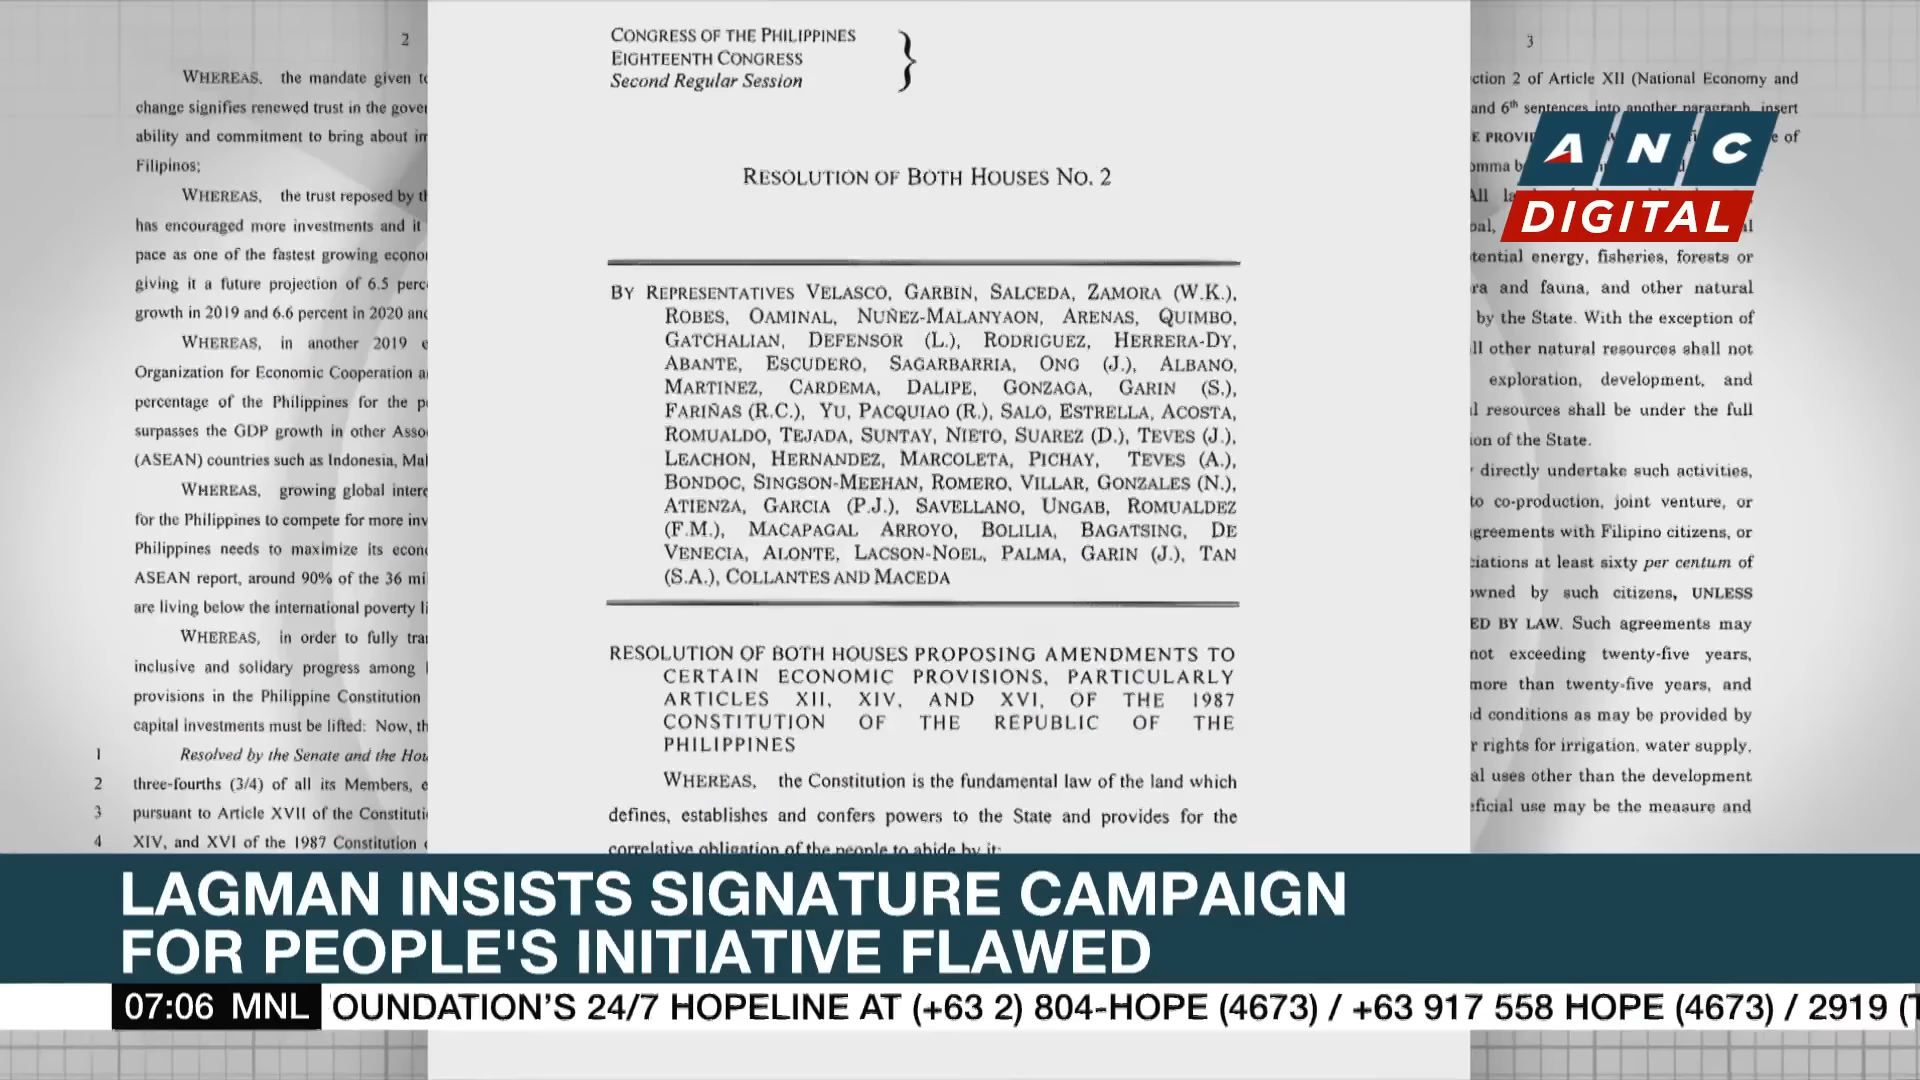 2
WHEREAS, the mandate given
change signifies renewed trust in the
ability and commitment to bring about
Filipinos;
WHEREAS, the trust reposed by
has encouraged more investments and it
pace as one of the fastest growing
giving it a future projection of 6.5
growth in 2019 and 6.6 percent in 2020
WHEREAS, in another 2019
Organization for Economic Cooperation
percentage of the Philippines for the
surpasses the GDP growth in other
(ASEAN) countries such as Indonesia,
WHEREAS, growing global
for the Philippines to compete for more
Philippines needs to maximize its
ASEAN report, around 90% of the 36
are living below the international poverty
WHEREAS, in order to fully
inclusive and solidary progress among
provisions in the Philippine Constitution
capital investments must be lifted: Now,
1 Resolved by the Senate and the
2 three-fourths (3/4) of all its Members,
3 pursuant to Article XVII of the
4 XIV, and XVI of the 1987 Constitution
CONGRESS OF THE PHILIPPINES
EIGHTEENTH CONGRESS
Second Regular Session
}
RESOLUTION OF BOTH HOUSES NO. 2
BY REPRESENTATIVES VELASCO, GARBIN, SALCEDA, ZAMORA (W.K.),
ROBES, OAMINAL, NUÑEZ-MALANYAON, ARENAS, QUIMBO,
GATCHALIAN, DEFENSOR (L.), RODRIGUEZ, HERRERA-DY,
ABANTE, ESCUDERO, SAGARBARRIA, ONG (J.), ALBANO,
MARTINEZ, CARDEMA, DALIPE, GONZAGA, GARIN (S.),
FARIÑAS (R.C.), YU, PACQUIAO (R.), SALO, ESTRELLA, ACOSTA,
ROMUALDO, TEJADA, SUNTAY, NIETO, SUAREZ (D.), TEVES (J.),
LEACHON, HERNANDEZ, MARCOLETA, PICHAY, TEVES (A.),
BONDOC, SINGSON-MEEHAN, ROMERO, VILLAR, GONZALES (N.),
ATIENZA, GARCIA (P.J.), SAVELLANO, UNGAB, ROMUALDEZ
(F.M.), MACAPAGAL ARROYO, BOLILIA, BAGATSING, DE
VENECIA, ALONTE, LACSON-NOEL, PALMA, GARIN (J.), TAN
(S.A.), COLLANTES AND MACEDA
RESOLUTION OF BOTH HOUSES PROPOSING AMENDMENTS TO
CERTAIN ECONOMIC PROVISIONS, PARTICULARLY
ARTICLES XII, XIV, AND XVI, OF THE 1987
CONSTITUTION OF THE REPUBLIC OF THE
PHILIPPINES
WHEREAS, the Constitution is the fundamental law of the land which
defines, establishes and confers powers to the State and provides for the
correlative obligation of the people to abide by it;
3
2 of Article XII (National Economy and
and 6th sentences into another paragraph, insert
of
All
energy, fisheries, forests or
and fauna, and other natural
by the State. With the exception of
other natural resources shall not
exploration, development, and
resources shall be under the full
of the State.
directly undertake such activities,
to co-production, joint venture, or
with Filipino citizens, or
at least sixty per centum of
by such citizens, UNLESS
BY LAW. Such agreements may
not exceeding twenty-five years,
more than twenty-five years, and
conditions as may be provided by
rights for irrigation, water supply,
uses other than the development
use may be the measure and
ANC
DIGITAL
LAGMAN INSISTS SIGNATURE CAMPAIGN
FOR PEOPLE'S INITIATIVE FLAWED
07:06 MNL OUNDATION'S 24/7 HOPELINE AT (+63 2) 804-HOPE (4673) / +63 917 558 HOPE (4673) / 2919 (